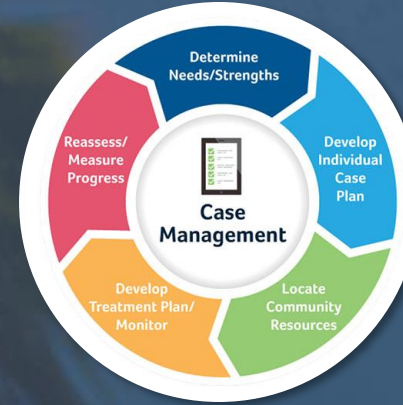 Determine
Needs/Strengths
Develop
Individual
Case
Plan
Locate
Community
Resources
Develop
Treatment Plan/
Monitor
Reassess/
Measure
Progress
Case
Management